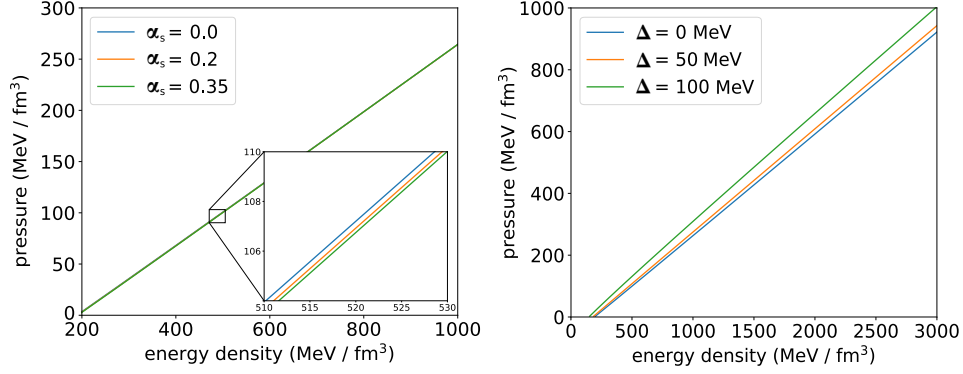 300
250
200
150
100
50
0
pressure (MeV / fm³)
αₛ = 0.0
αₛ = 0.2
αₛ = 0.35
110
108
106
104
510 515 520 525 530
200 400 600 800 1000
energy density (MeV / fm³)
1000
800
600
400
200
0
pressure (MeV / fm³)
Δ = 0 MeV
Δ = 50 MeV
Δ = 100 MeV
0 500 1000 1500 2000 2500 3000
energy density (MeV / fm³)